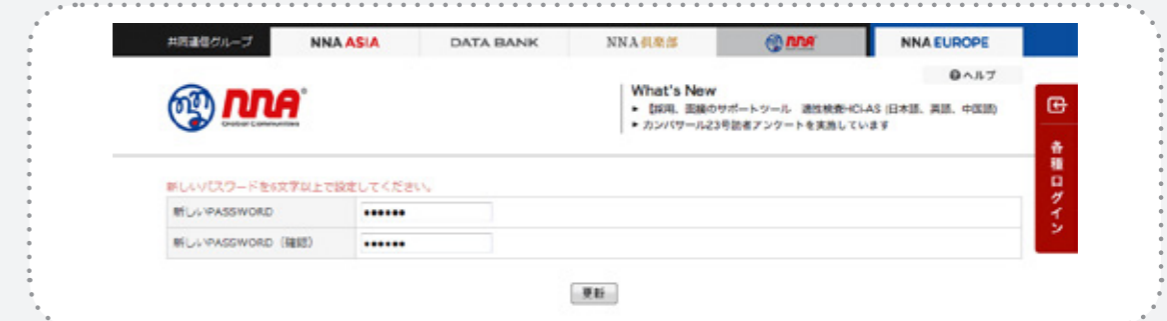 共同通信グループ
NNA ASIA
DATA BANK
NNA倶楽部
nna
NNA EUROPE
ヘルプ
nna
Global Communities
What's New
【採用、面接のサポートツール 適性検査HCi-AS (日本語、英語、中国語)
カンパサール23号読者アンケートを実施しています
各種ログイン
新しいパスワードを6文字以上で設定してください。
新しいPASSWORD
新しいPASSWORD (確認)
更新